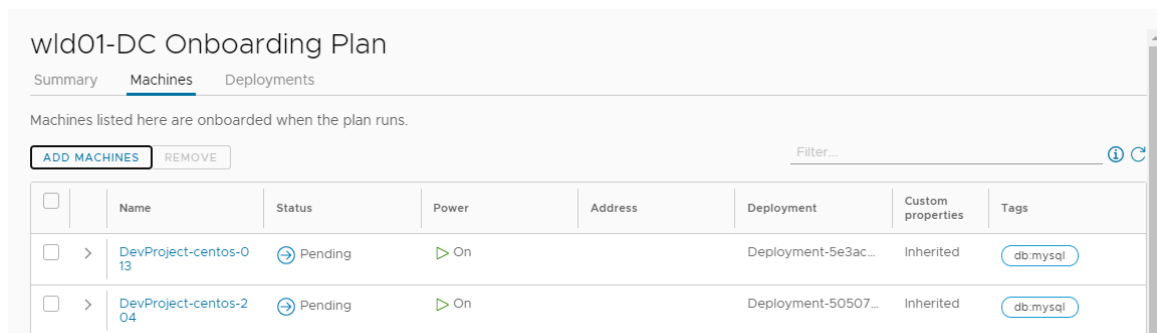 wld01-DC Onboarding Plan
Summary Machines Deployments
Machines listed here are onboarded when the plan runs.
ADD MACHINES REMOVE Filter...
Name Status Power Address Deployment Custom properties Tags
DevProject-centos-0 Pending On Deployment-5e3ac... Inherited db:mysql
13
DevProject-centos-2 Pending On Deployment-50507... Inherited db:mysql
04